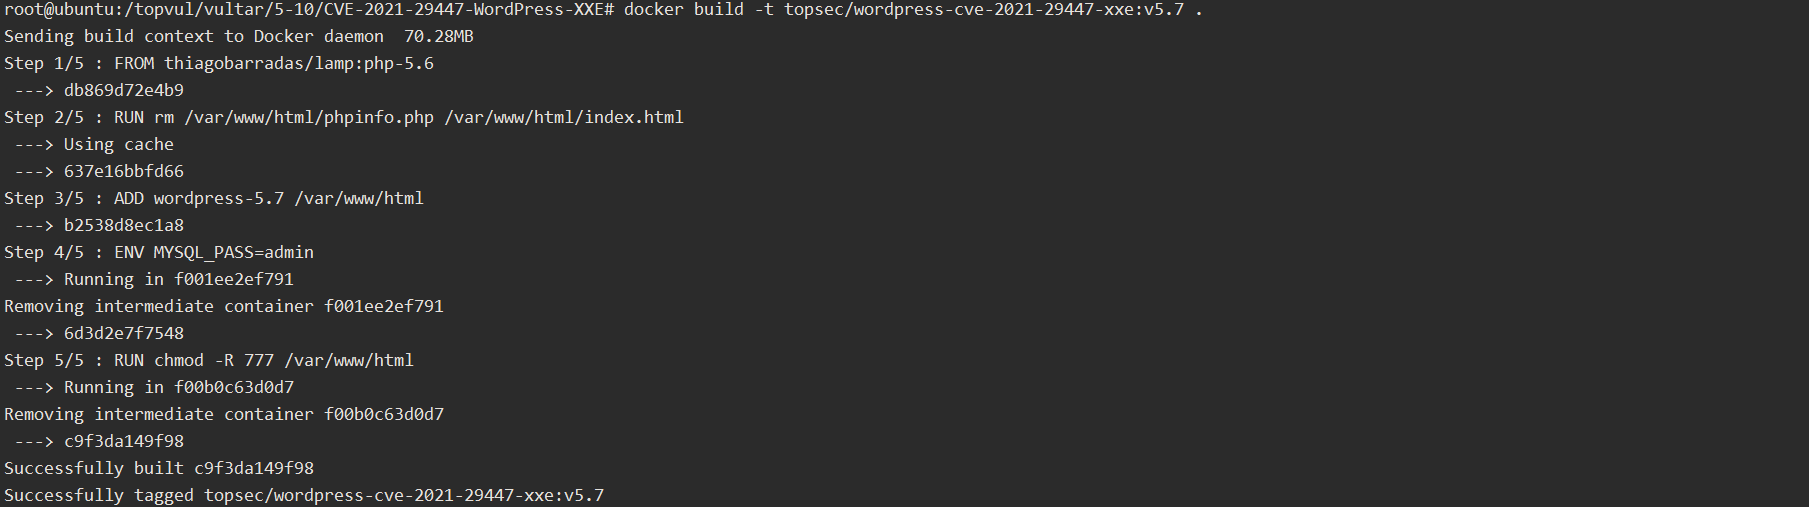 root@ubuntu:/topvul/vultar/5-10/CVE-2021-29447-WordPress-XXE# docker build -t topsec/wordpress-cve-2021-29447-xxe:v5.7 .
Sending build context to Docker daemon  70.28MB
Step 1/5 : FROM thiagobarradas/lamp:php-5.6
 ---> db869d72e4b9
Step 2/5 : RUN rm /var/www/html/phpinfo.php /var/www/html/index.html
 ---> Using cache
 ---> 637e16bbfd66
Step 3/5 : ADD wordpress-5.7 /var/www/html
 ---> b2538d8ec1a8
Step 4/5 : ENV MYSQL_PASS=admin
 ---> Running in f001ee2ef791
Removing intermediate container f001ee2ef791
 ---> 6d3d2e7f7548
Step 5/5 : RUN chmod -R 777 /var/www/html
 ---> Running in f00b0c63d0d7
Removing intermediate container f00b0c63d0d7
 ---> c9f3da149f98
Successfully built c9f3da149f98
Successfully tagged topsec/wordpress-cve-2021-29447-xxe:v5.7